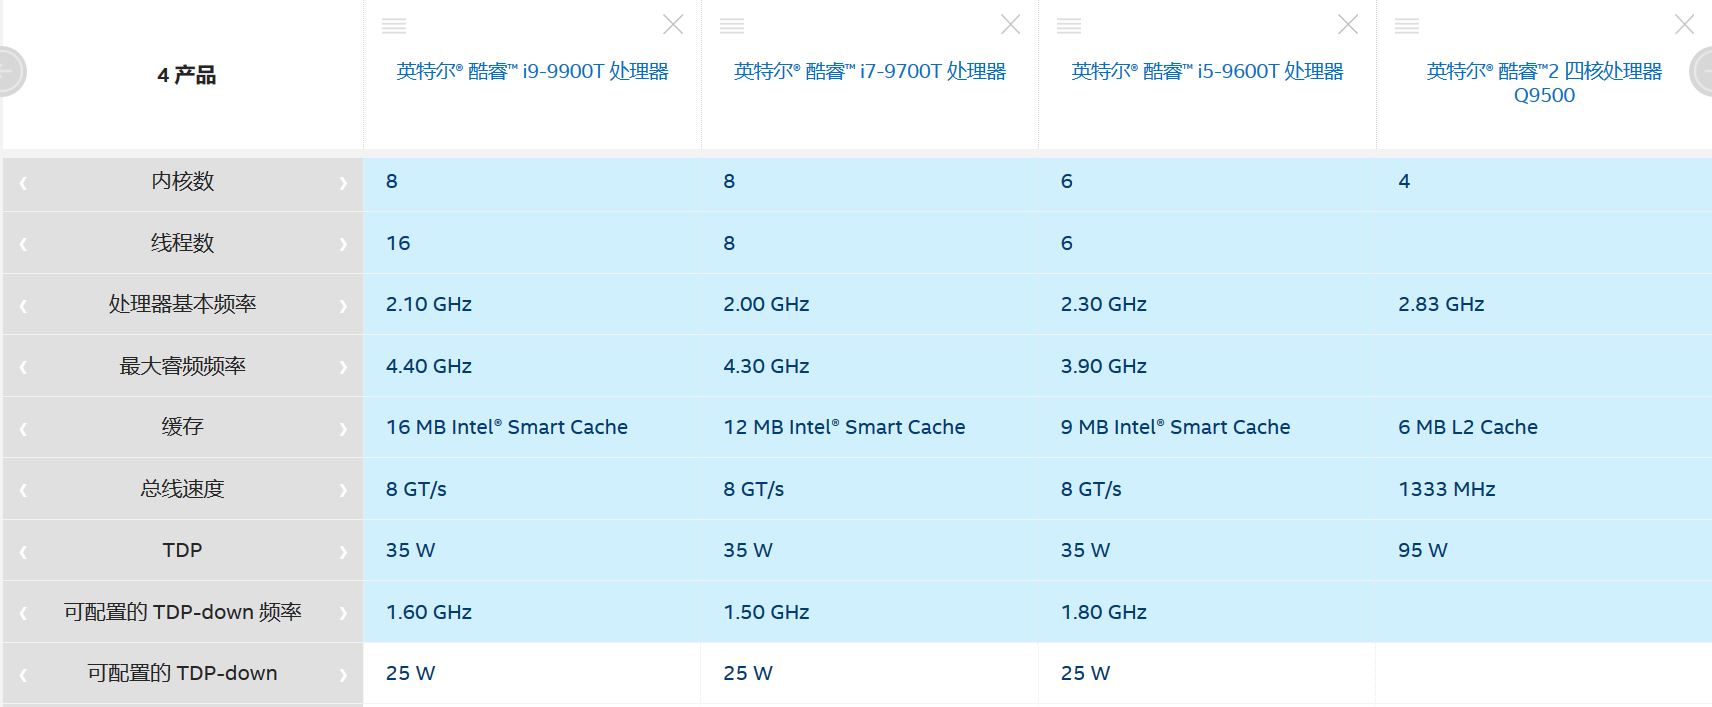 4 产品
英特尔® 酷睿™ i9-9900T 处理器
英特尔® 酷睿™ i7-9700T 处理器
英特尔® 酷睿™ i5-9600T 处理器
英特尔® 酷睿™2 四核处理器
Q9500
内核数 8 8 6 4
线程数 16 8 6
处理器基本频率 2.10 GHz 2.00 GHz 2.30 GHz 2.83 GHz
最大睿频频率 4.40 GHz 4.30 GHz 3.90 GHz
缓存 16 MB Intel® Smart Cache 12 MB Intel® Smart Cache 9 MB Intel® Smart Cache 6 MB L2 Cache
总线速度 8 GT/s 8 GT/s 8 GT/s 1333 MHz
TDP 35 W 35 W 35 W 95 W
可配置的 TDP-down 频率 1.60 GHz 1.50 GHz 1.80 GHz
可配置的 TDP-down 25 W 25 W 25 W